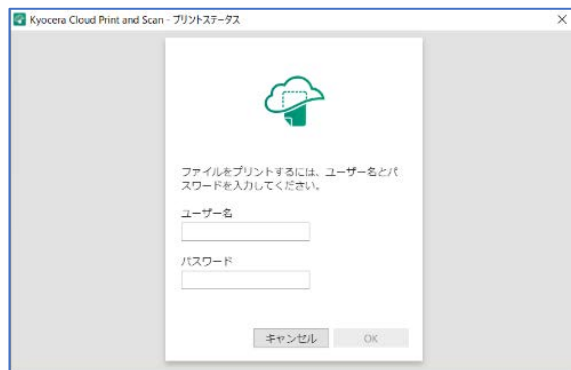 Kyocera Cloud Print and Scan - プリントステータス
ファイルをプリントするには、ユーザー名とパ
スワードを入力してください。
ユーザー名
パスワード
キャンセル
OK